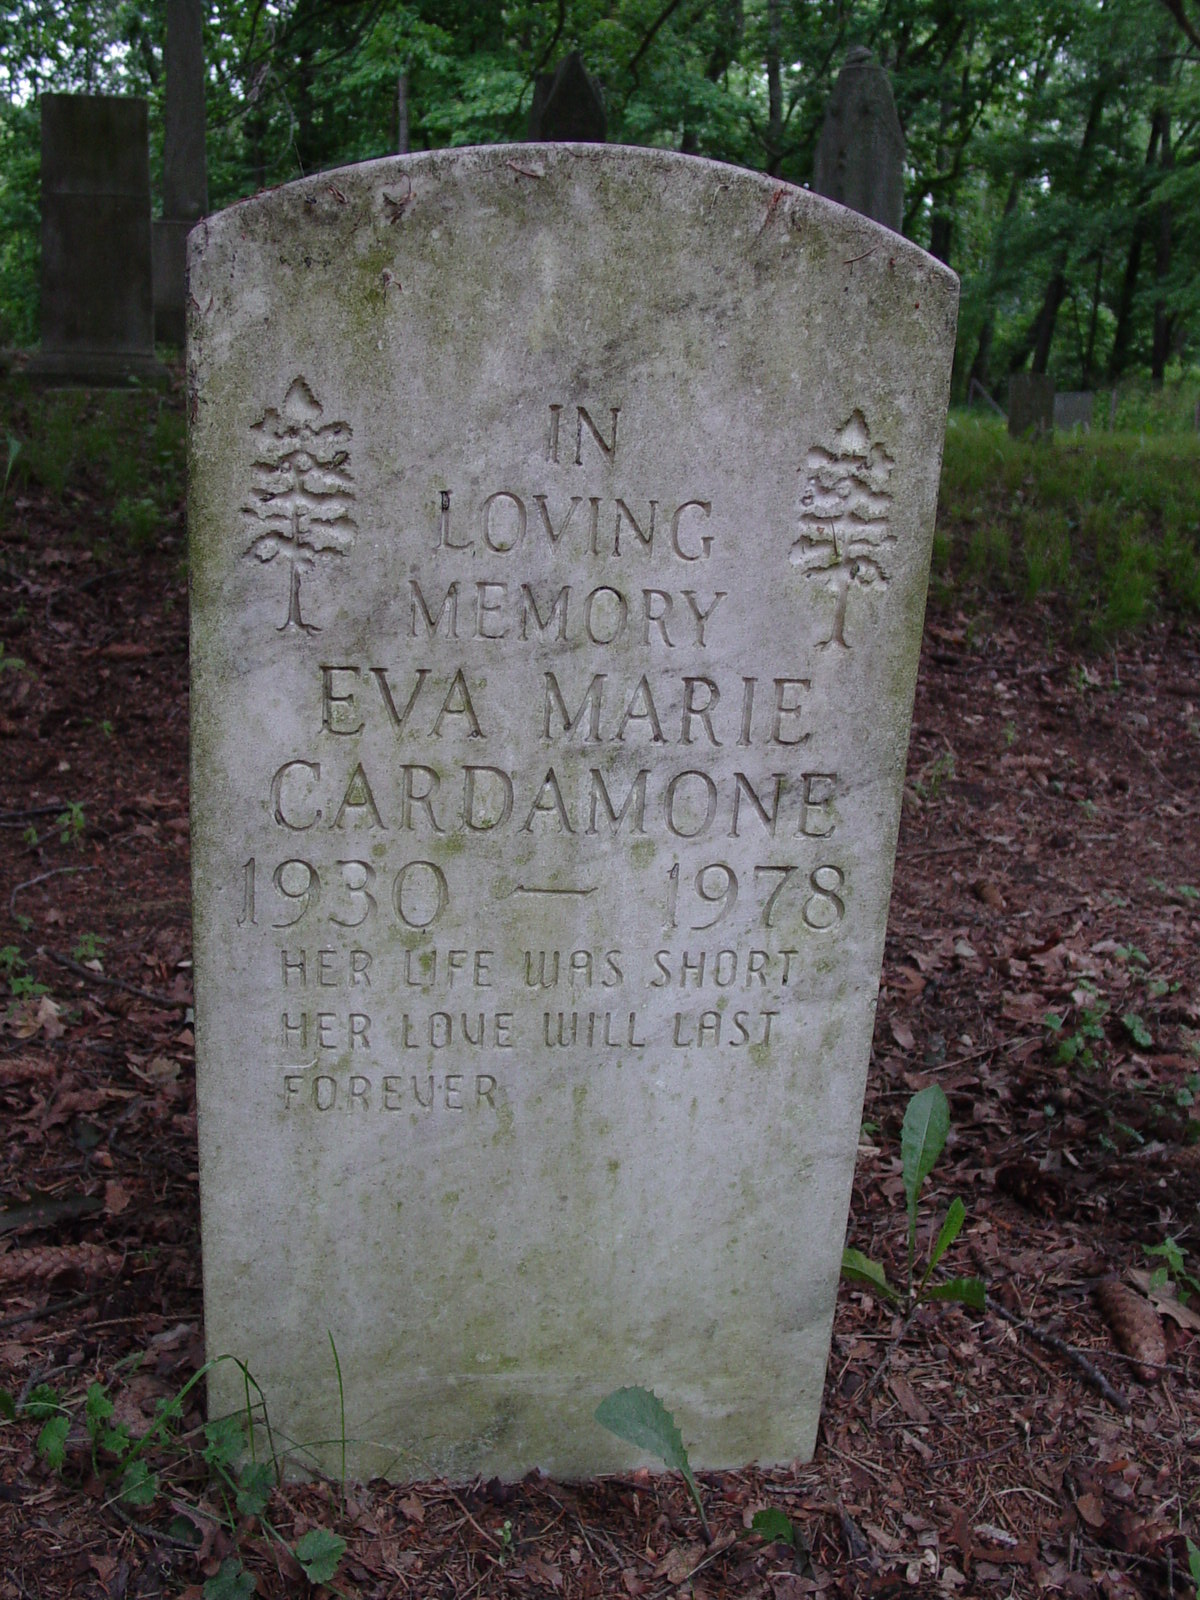 IN
LOVING
MEMORY
EVA MARIE
CARDAMONE
1930 — 1978
HER LIFE WAS SHORT
HER LOVE WILL LAST
FOREVER